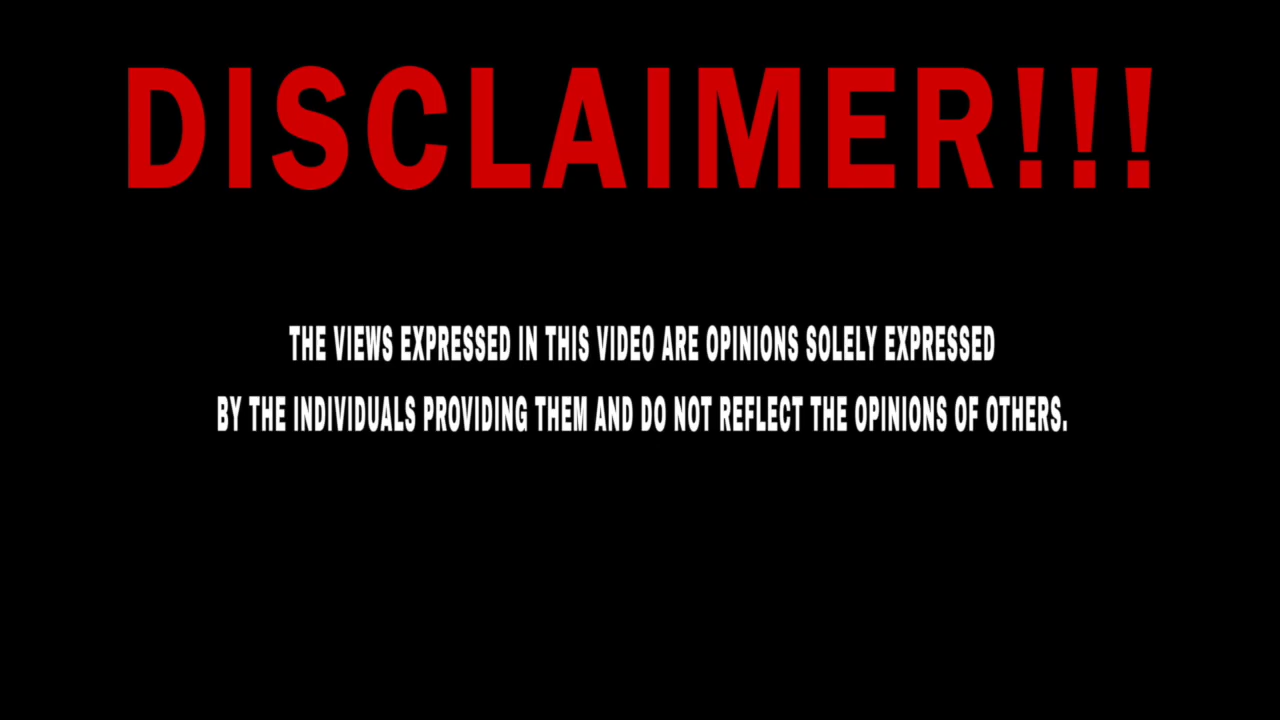 DISCLAIMER!!!
THE VIEWS EXPRESSED IN THIS VIDEO ARE OPINIONS SOLELY EXPRESSED
BY THE INDIVIDUALS PROVIDING THEM AND DO NOT REFLECT THE OPINIONS OF OTHERS.